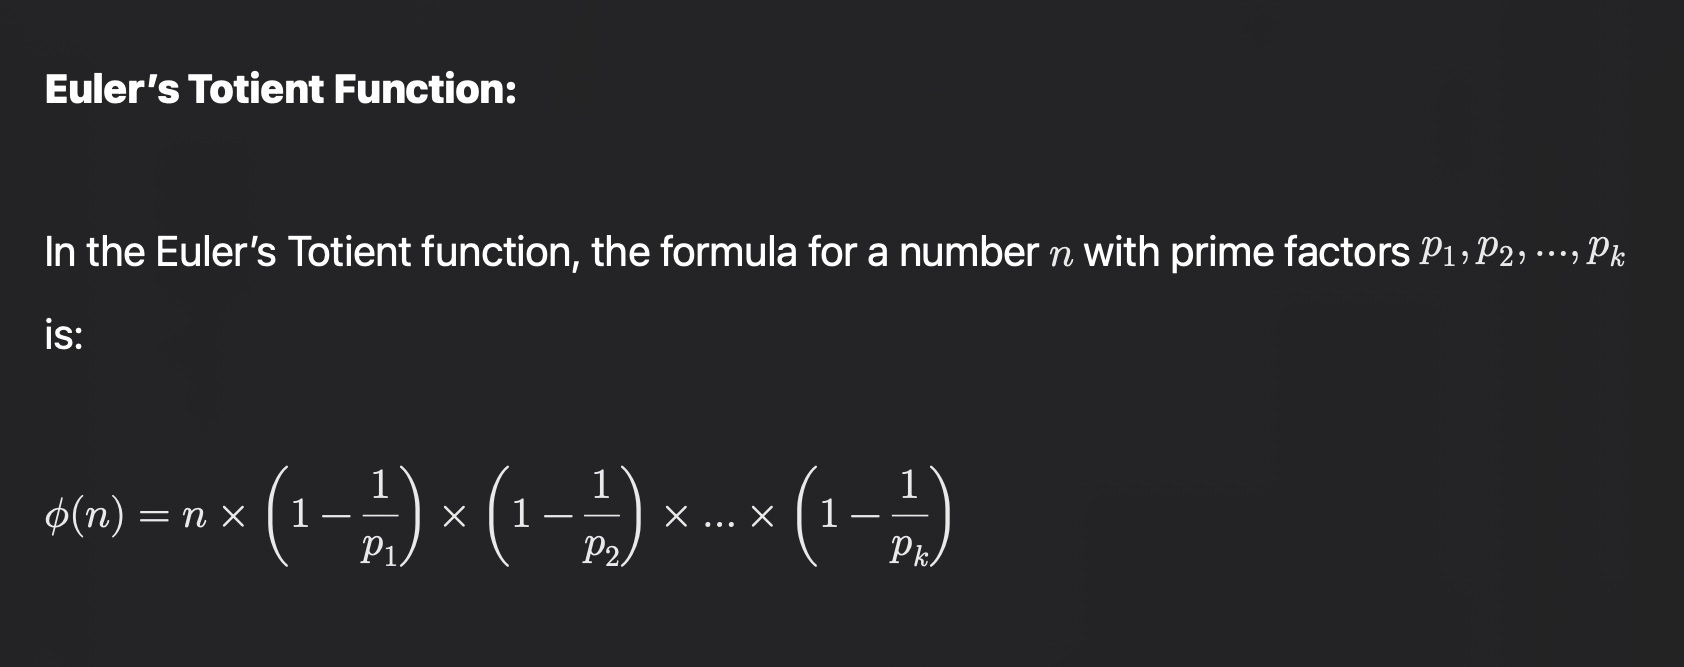 Euler’s Totient Function:
In the Euler’s Totient function, the formula for a number n with prime factors p₁, p₂, ..., pₖ
is:
ϕ(n) = n × (1 − 1/p₁) × (1 − 1/p₂) × ... × (1 − 1/pₖ)